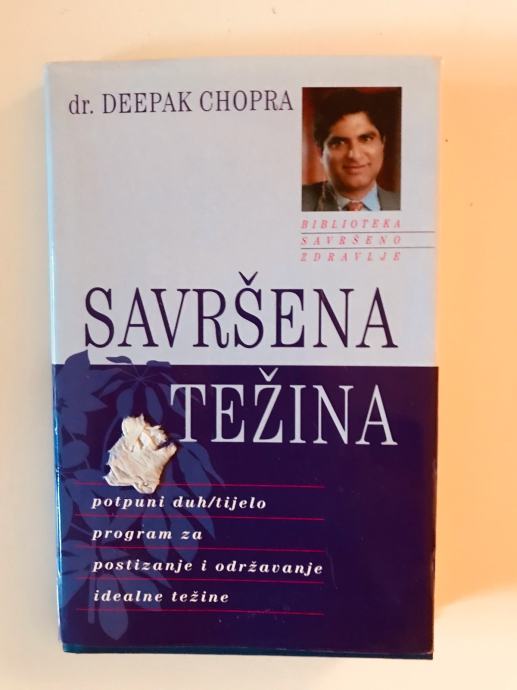 dr. DEEPAK CHOPRA
BIBLIOTEKA
SAVRŠENO
ZDRAVLJE
SAVRŠENA
TEŽINA
potpuni duh/tijelo
program za
postizanje i održavanje
idealne težine